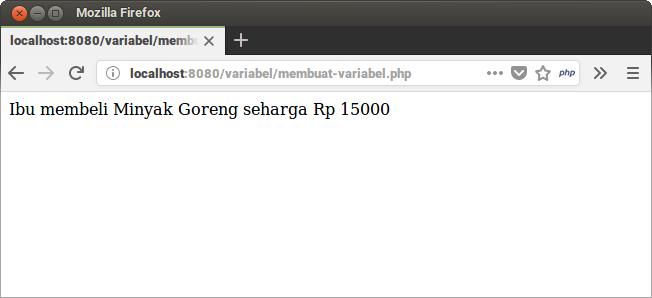 Mozilla Firefox
localhost:8080/variabel/memb
localhost:8080/variabel/membuat-variabel.php
php
Ibu membeli Minyak Goreng seharga Rp 15000